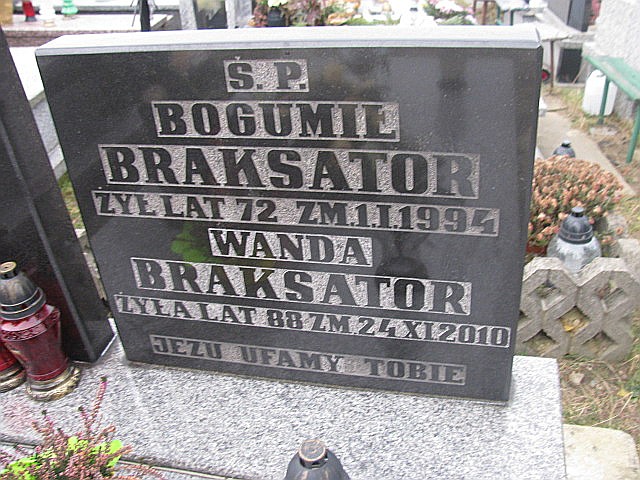 Ś. P.
BOGUMIŁ
BRAKSATOR
ŻYŁ LAT 72 ZM.1.I.1994
WANDA
BRAKSATOR
ŻYŁA LAT 88 ZM 24 XI 2010
JEZU UFAMY TOBIE